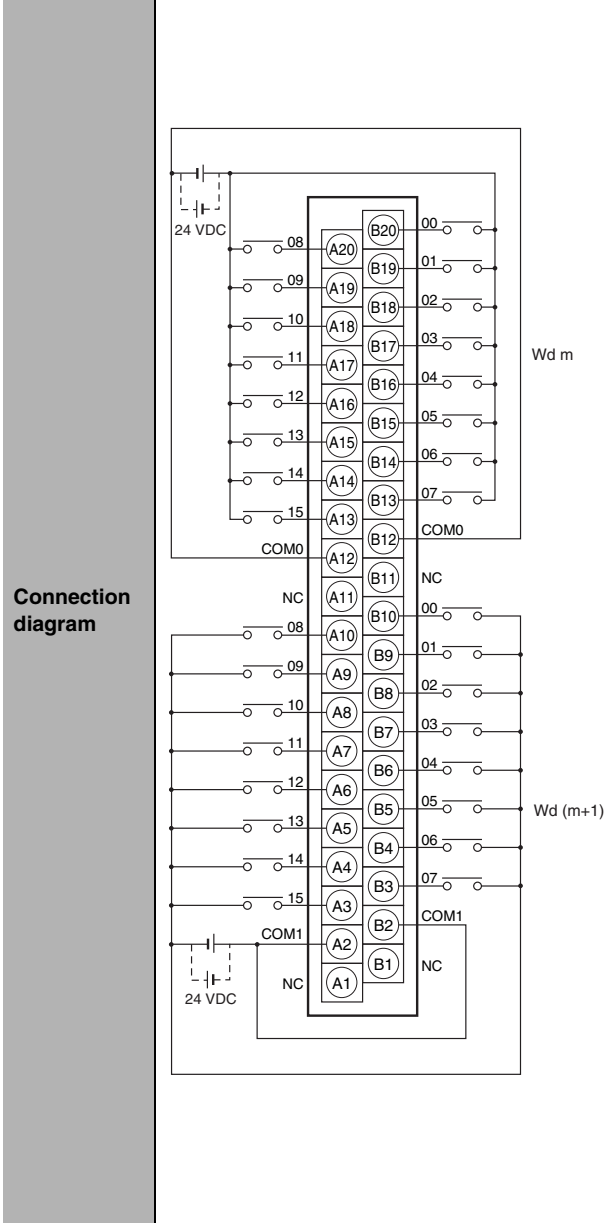 Connection
diagram
24 VDC
08 A20 B20 00
09 A19 B19 01
10 A18 B18 02
11 A17 B17 03
Wd m
12 A16 B16 04
13 A15 B15 05
14 A14 B14 06
15 A13 B13 07
COM0 A12 B12 COM0
NC A11 B11 NC
08 A10 B10 00
09 A9 B9 01
10 A8 B8 02
11 A7 B7 03
12 A6 B6 04
13 A5 B5 05
Wd (m+1)
14 A4 B4 06
15 A3 B3 07
COM1 A2 B2 COM1
NC A1 B1 NC
24 VDC